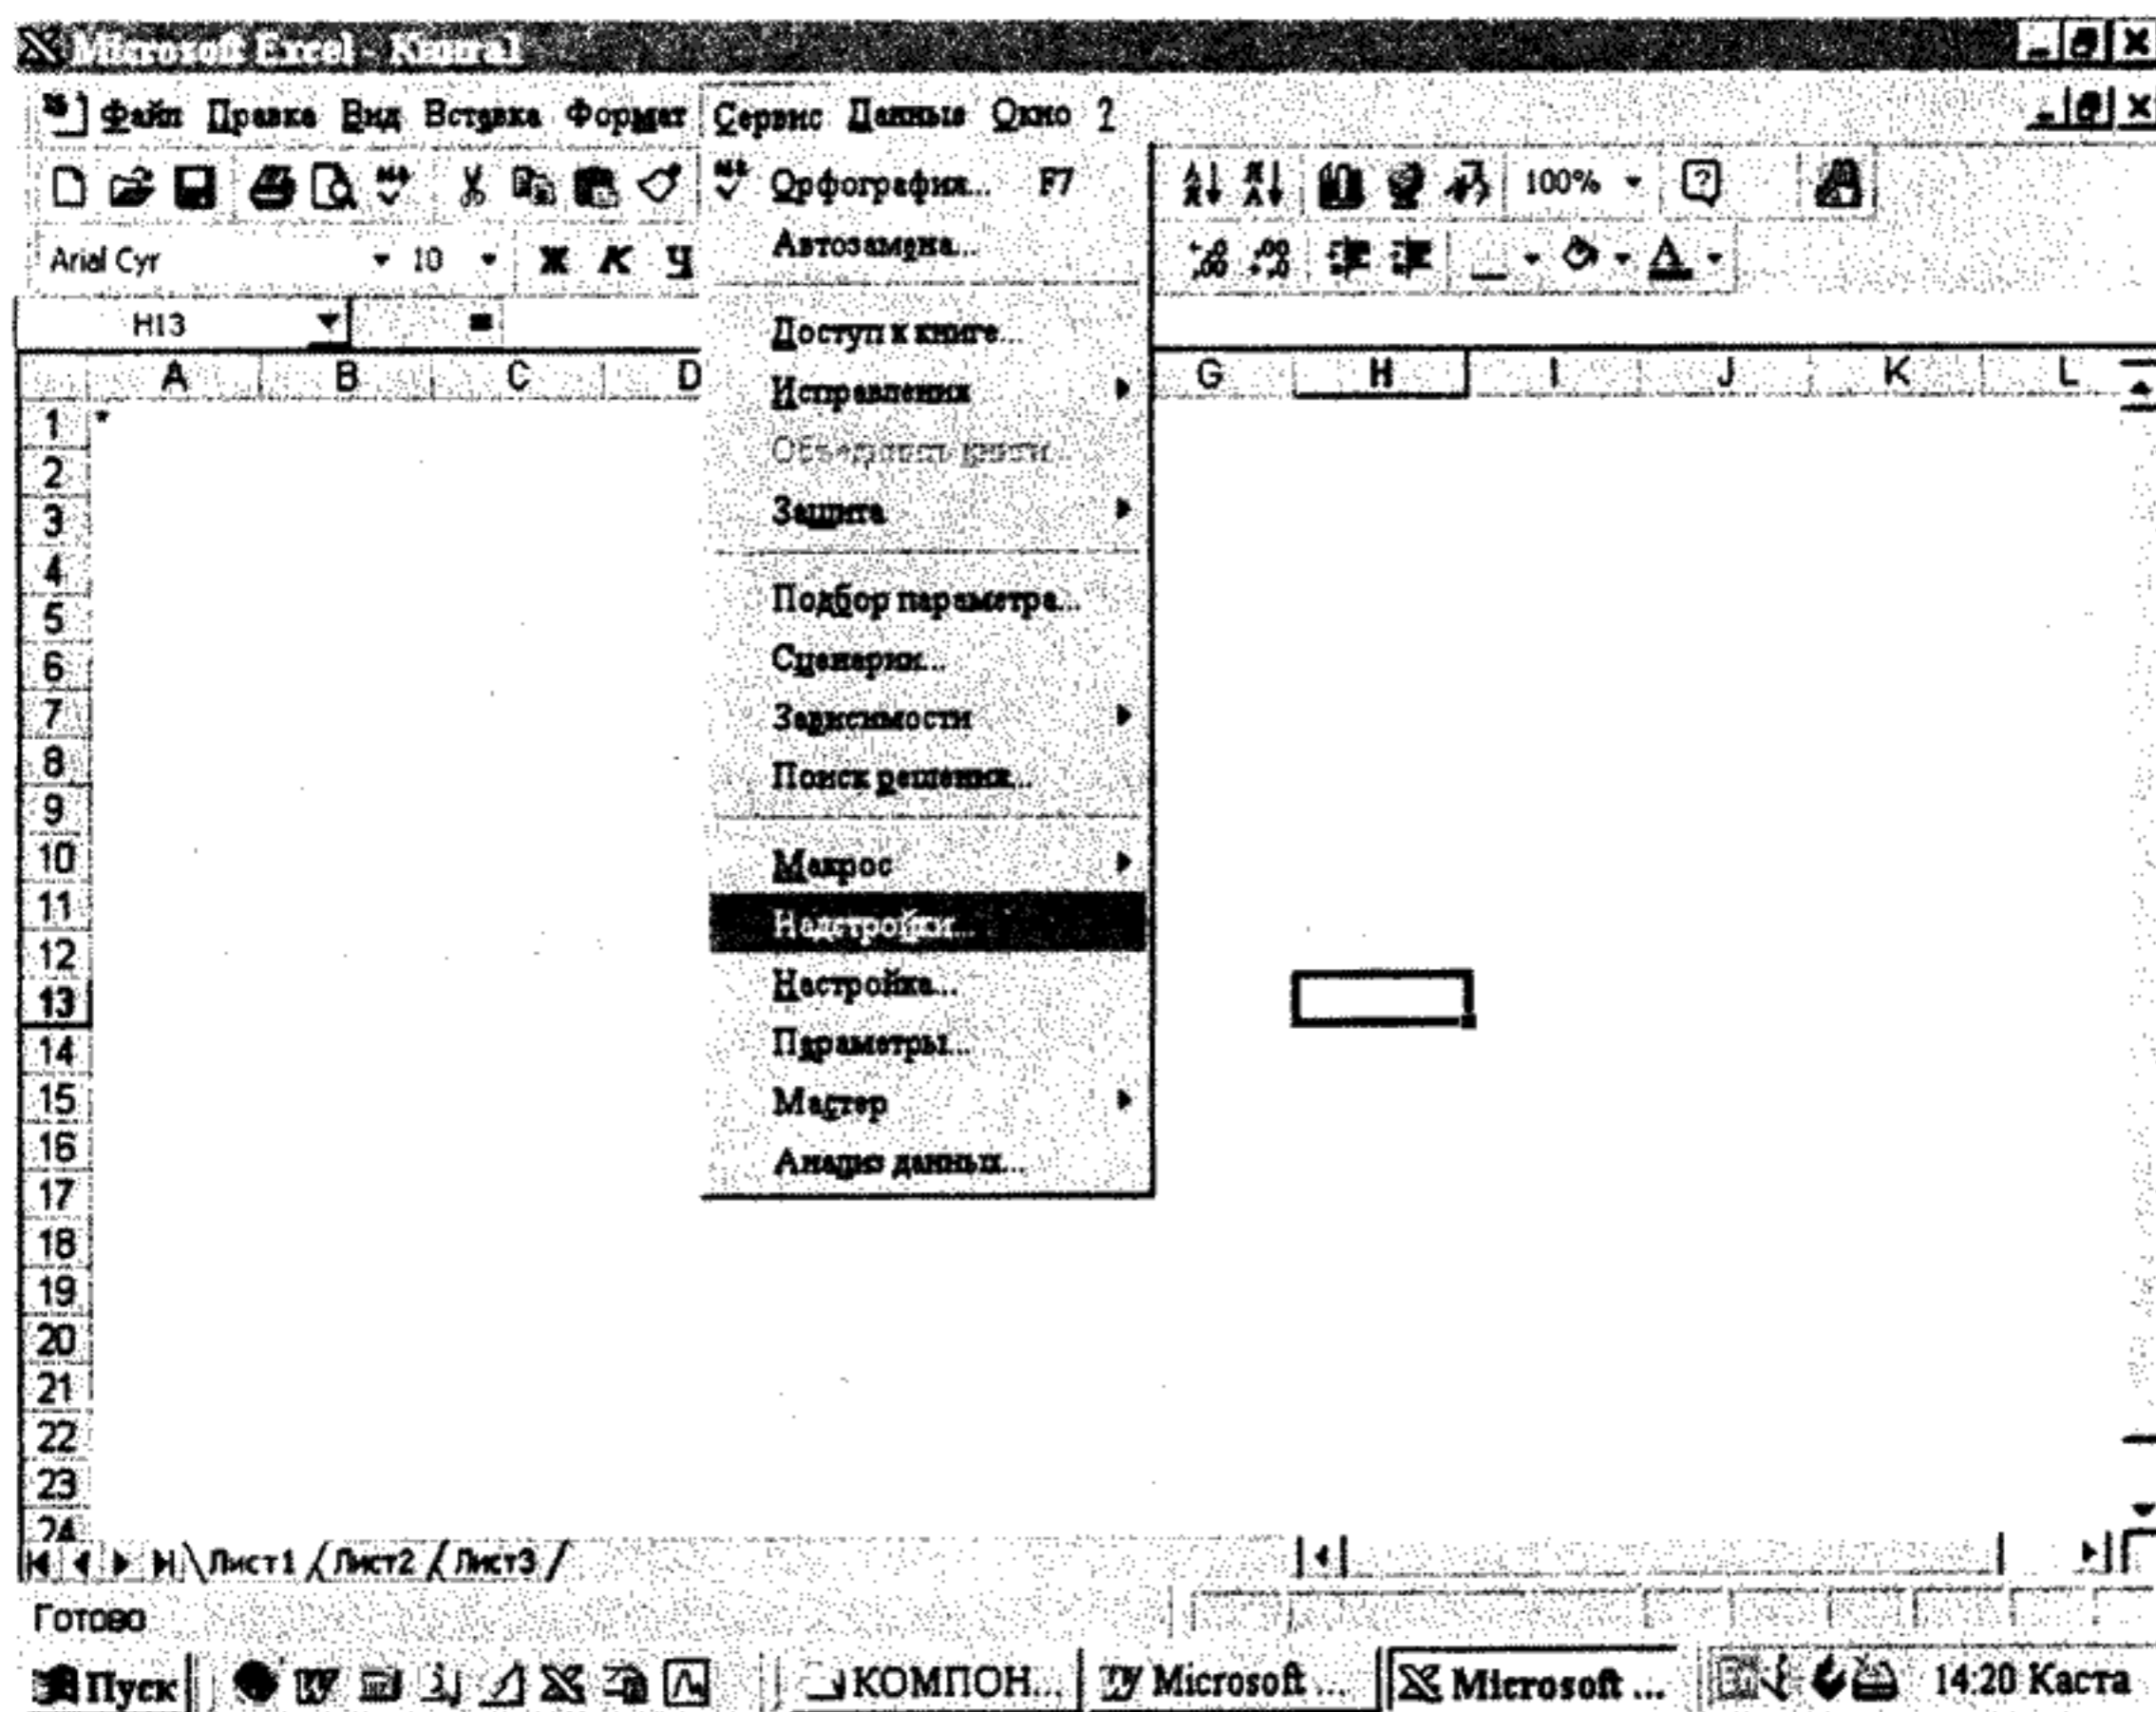 Microsoft Excel - Книга1
Файл Правка Вид Вставка Формат Сервис Данные Окно ?
Орфография... F7
100%
Автозамена...
Arial Cyr 10 Ж К Ч
H13 =
Доступ к книге...
A B C D G H I J K L
Исправления
1 *
Объединить книги...
2
3 Защита
4
5 Подбор параметра...
6 Сценарии...
7 Зависимости
8 Поиск решения...
9
10 Макрос
11 Надстройки...
12
13 Настройка...
14 Параметры...
15 Мастер
16 Анализ данных...
17
18
19
20
21
22
23
24
Лист1 Лист2 Лист3
Готово
Пуск КОМПОН... Microsoft ... Microsoft ... 14:20 Каста